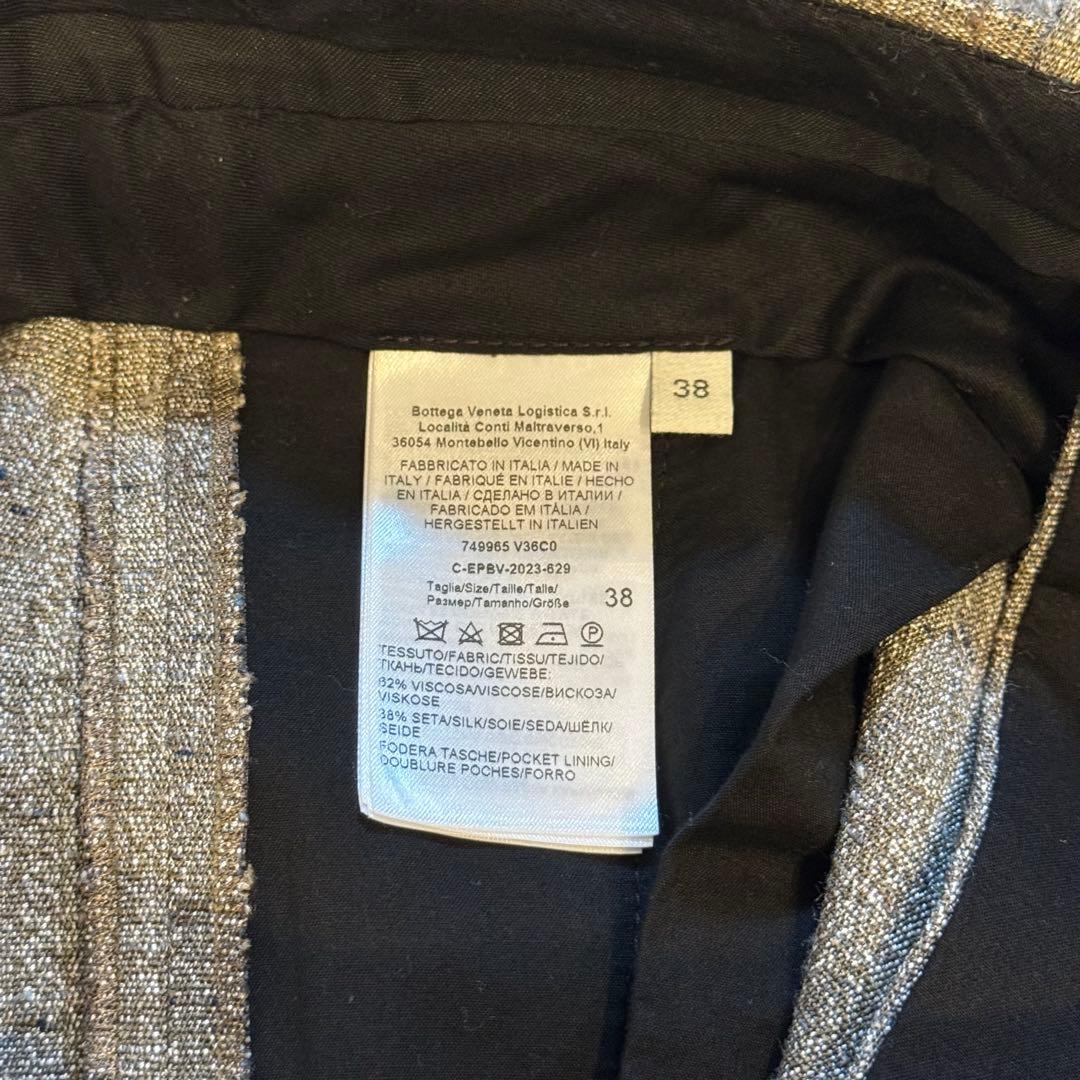 Bottega Veneta Logistica S.r.l.
Località Conti Maltraverso,1
36054 Montebello Vicentino (VI) Italy
FABBRICATO IN ITALIA / MADE IN
ITALY / FABRIQUÉ EN ITALIE / HECHO
EN ITALIA / СДЕЛАНО В ИТАЛИИ /
FABRICADO EM ITÁLIA /
HERGESTELLT IN ITALIEN
749965 V36C0
C-EPBV-2023-629
Taglia/Size/Taille/Talla/
Размер/Tamanho/Größe 38
P
TESSUTO/FABRIC/TISSU/TEJIDO/
ТКАНЬ/TECIDO/GEWEBE:
62% VISCOSA/VISCOSE/ВИСКОЗА/
VISKOSE
38% SETA/SILK/SOIE/SEDA/ШЁЛК/
SEIDE
FODERA TASCHE/POCKET LINING/
DOUBLURE POCHES/FORRO
38